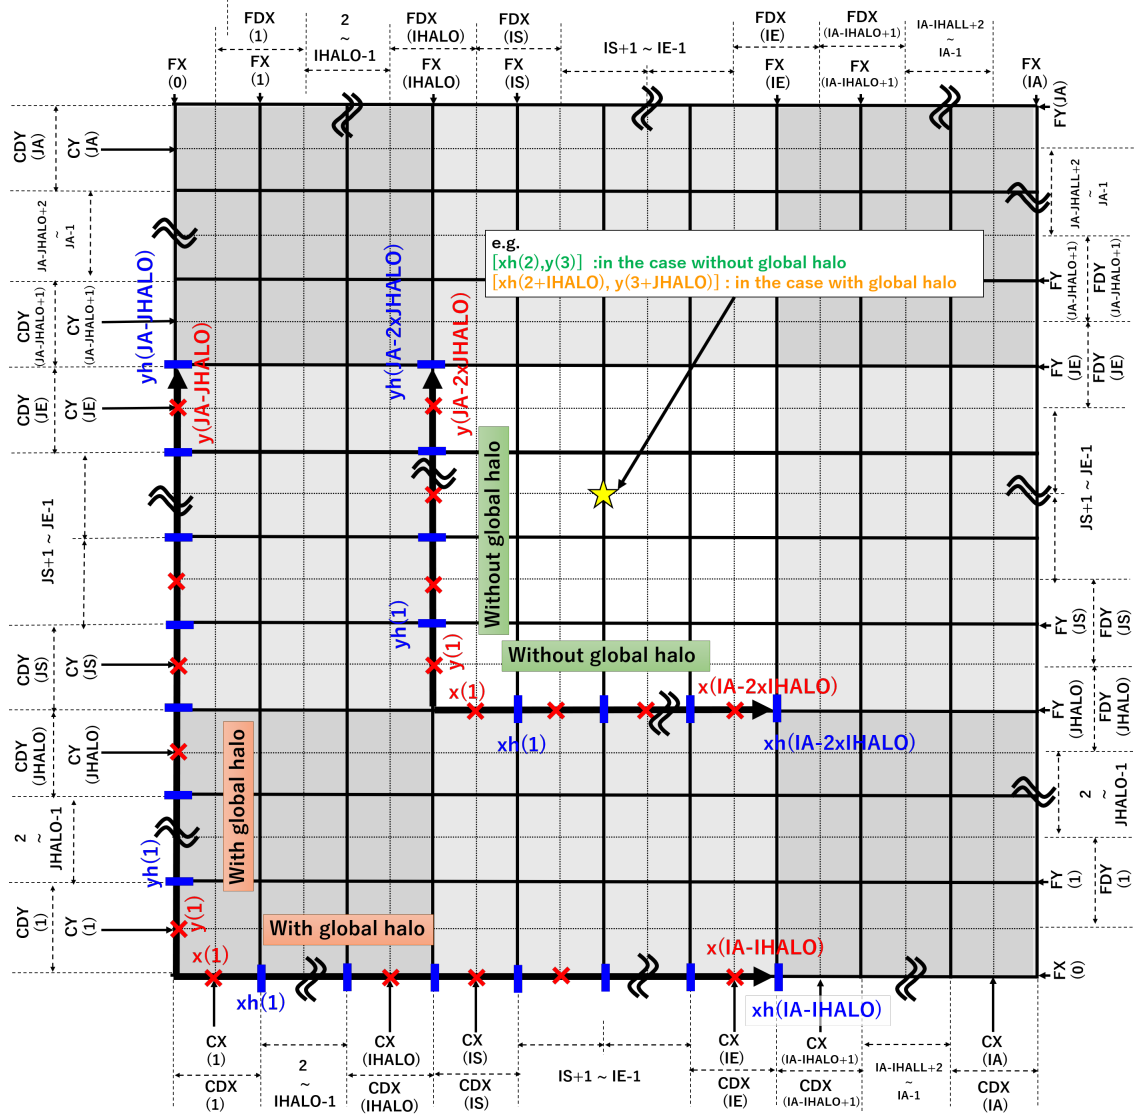 FDX
(1)
2
~
IHALO-1
FDX
(IHALO)
FDX
(IS)
IS+1 ~ IE-1
FDX
(IE)
FDX
(IA-IHALO+1)
IA-IHALL+2
~
IA-1
FX
(0)
FX
(1)
FX
(IHALO)
FX
(IS)
FX
(IE)
FX
(IA-IHALO+1)
FX
(IA)
FY(JA)
CDY
(JA)
CY
(JA)
JA-JHALO+2
~
JA-1
CDY
(JA-JHALO+1)
CY
(JA-JHALO+1)
CDY
(JE)
CY
(JE)
JS+1 ~ JE-1
CDY
(JS)
CY
(JS)
CDY
(JHALO)
CY
(JHALO)
2
~
JHALO-1
CDY
(1)
CY
(1)
yh(JA-JHALO)
y(JA-JHALO)
yh(JA-2xJHALO)
y(JA-2xJHALO)
e.g.
[xh(2),y(3)] :in the case without global halo
[xh(2+IHALO), y(3+JHALO)] : in the case with global halo
Without global halo
yh(1)
y(1)
Without global halo
x(1)
x(IA-2xIHALO)
xh(1)
xh(IA-2xIHALO)
With global halo
yh(1)
y(1)
With global halo
x(1)
x(IA-IHALO)
xh(1)
xh(IA-IHALO)
JA-JHALL+2
~
JA-1
FY
(JA-JHALO+1)
FDY
(JA-JHALO+1)
FY
(JE)
FDY
(JE)
JS+1 ~ JE-1
FY
(JS)
FDY
(JS)
FY
(JHALO)
FDY
(JHALO)
2
~
JHALO-1
FY
(1)
FDY
(1)
FX
(0)
CX
(1)
CDX
(1)
2
~
IHALO-1
CX
(IHALO)
CDX
(IHALO)
CX
(IS)
CDX
(IS)
IS+1 ~ IE-1
CX
(IE)
CDX
(IE)
CX
(IA-IHALO+1)
CDX
(IA-IHALO+1)
IA-IHALL+2
~
IA-1
CX
(IA)
CDX
(IA)